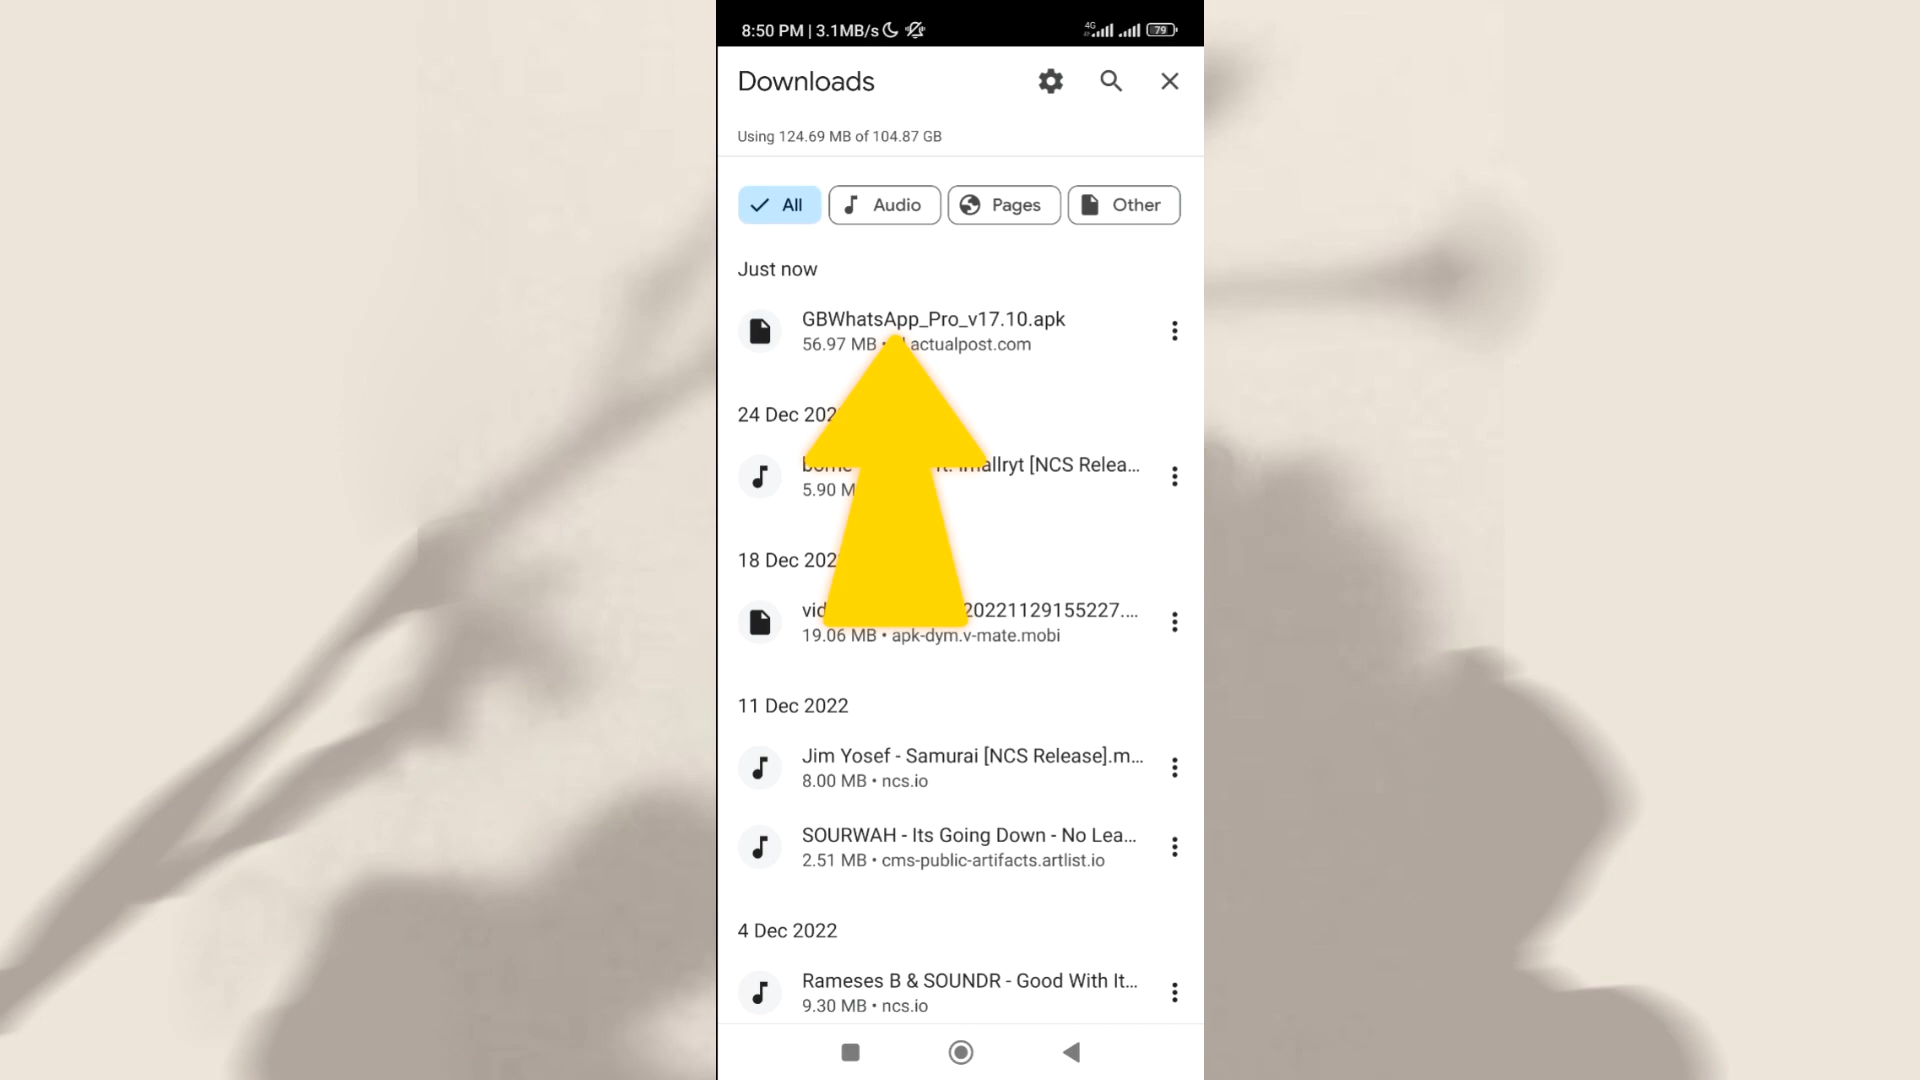 8:50 PM | 3.1MB/s
4G
79
Downloads
Using 124.69 MB of 104.87 GB
All
Audio
Pages
Other
Just now
GBWhatsApp_Pro_v17.10.apk
56.97 MB • actualpost.com
24 Dec 202
allryt [NCS Relea...
5.90 M
18 Dec 202
vid 20221129155227....
19.06 MB • apk-dym.v-mate.mobi
11 Dec 2022
Jim Yosef - Samurai [NCS Release].m...
8.00 MB • ncs.io
SOURWAH - Its Going Down - No Lea...
2.51 MB • cms-public-artifacts.artlist.io
4 Dec 2022
Rameses B & SOUNDR - Good With It...
9.30 MB • ncs.io